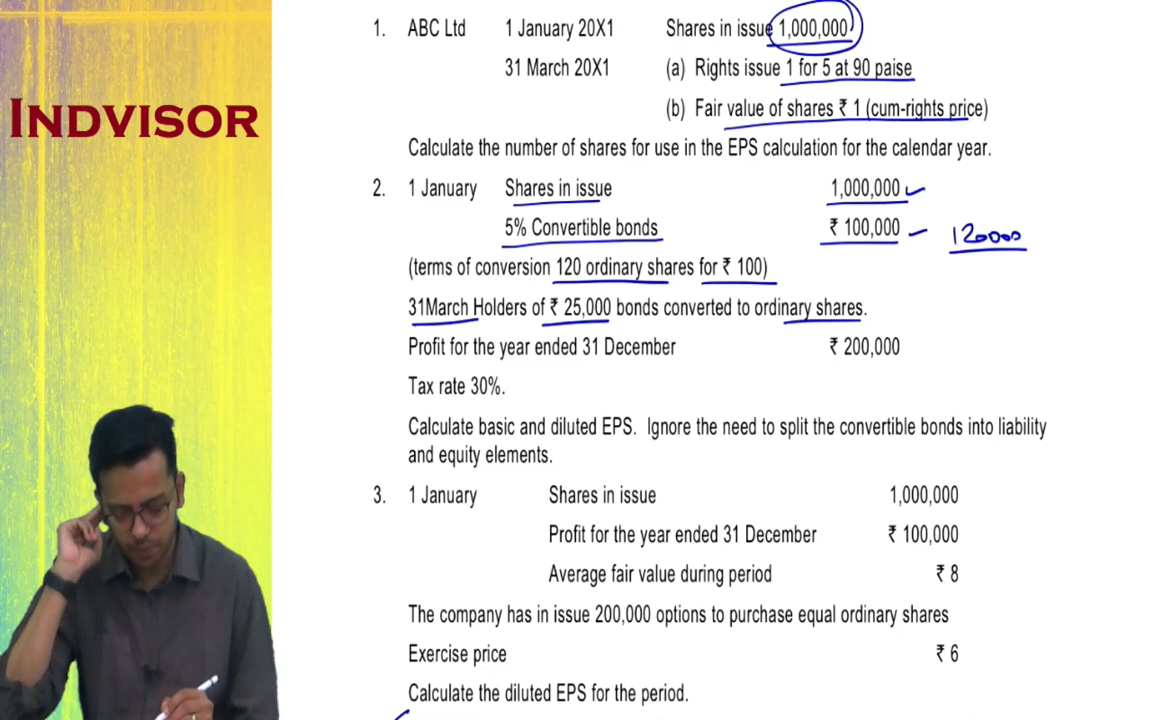 INDVISOR
1. ABC Ltd 1 January 20X1 Shares in issue 1,000,000
31 March 20X1 (a) Rights issue 1 for 5 at 90 paise
(b) Fair value of shares ₹ 1 (cum-rights price)
Calculate the number of shares for use in the EPS calculation for the calendar year.
2. 1 January Shares in issue 1,000,000
5% Convertible bonds ₹ 100,000 120000
(terms of conversion 120 ordinary shares for ₹ 100)
31March Holders of ₹ 25,000 bonds converted to ordinary shares.
Profit for the year ended 31 December ₹ 200,000
Tax rate 30%.
Calculate basic and diluted EPS. Ignore the need to split the convertible bonds into liability
and equity elements.
3. 1 January Shares in issue 1,000,000
Profit for the year ended 31 December ₹ 100,000
Average fair value during period ₹ 8
The company has in issue 200,000 options to purchase equal ordinary shares
Exercise price ₹ 6
Calculate the diluted EPS for the period.